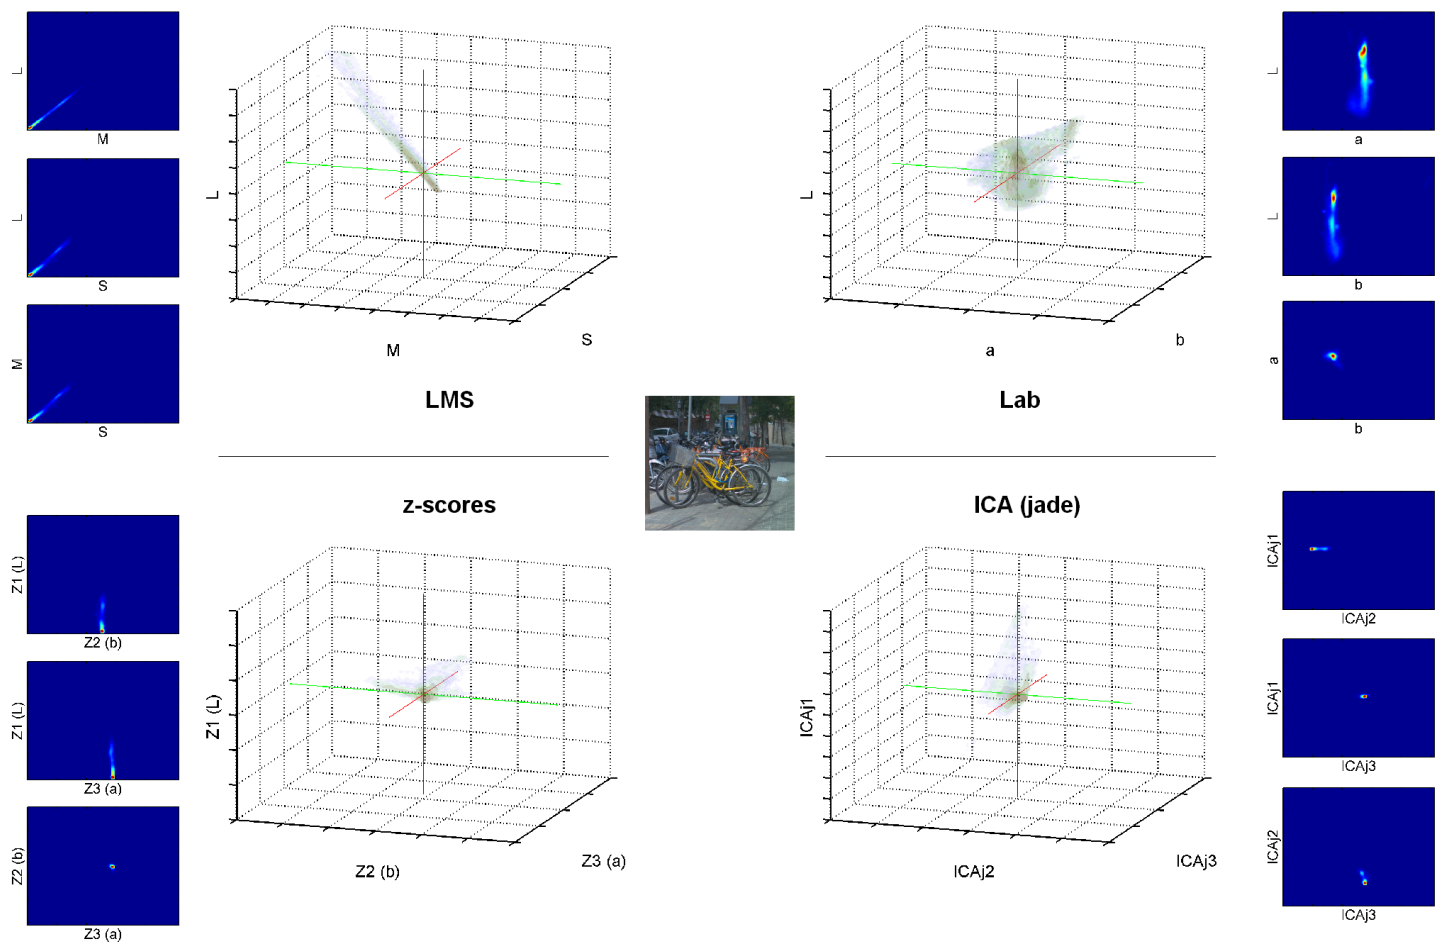 L
M
L
S
M
S
L
M
S
LMS
L
a
b
Lab
L
a
L
b
a
b
z-scores
ICA (jade)
Z1 (L)
Z2 (b)
Z1 (L)
Z3 (a)
Z2 (b)
Z3 (a)
Z1 (L)
Z2 (b)
Z3 (a)
ICAj1
ICAj2
ICAj3
ICAj1
ICAj2
ICAj1
ICAj3
ICAj2
ICAj3